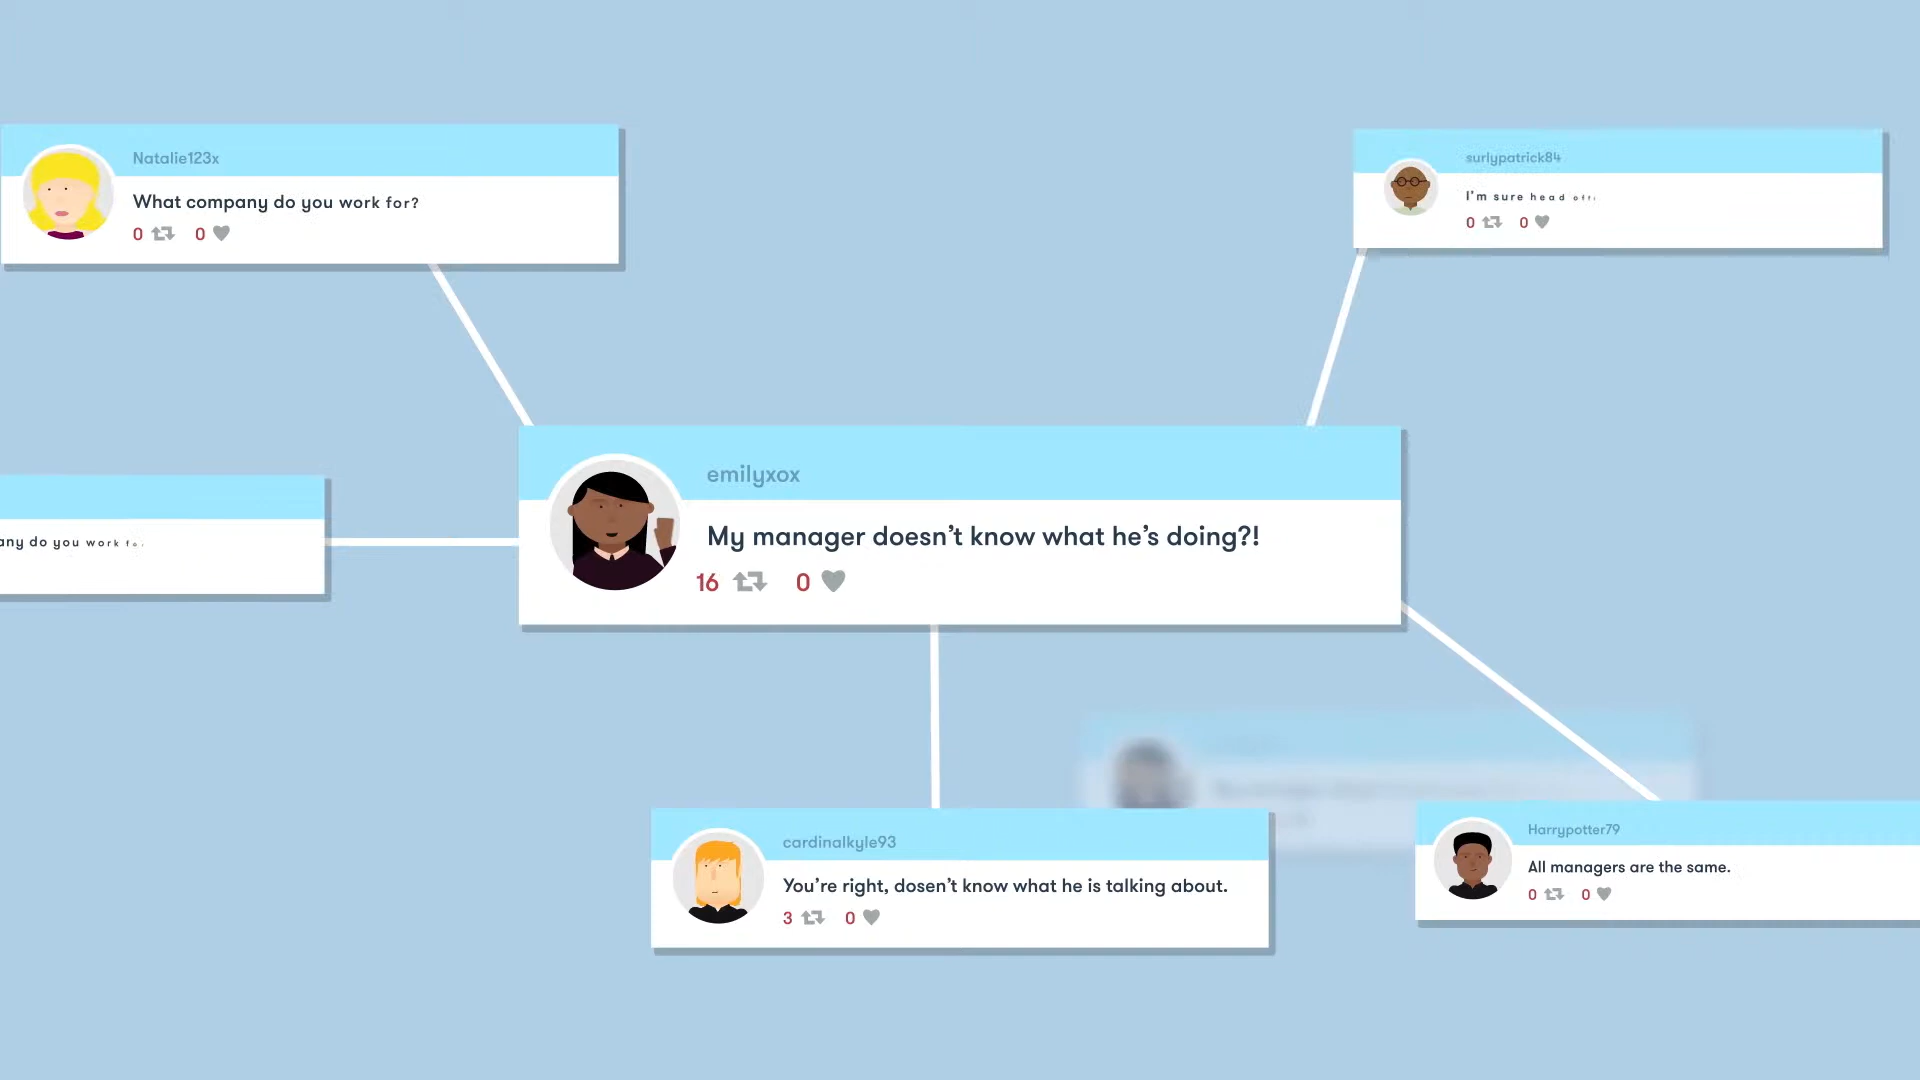 Natalie123x
What company do you work for?
0 0
surlypatrick84
I'm sure head
0 0
do you work
emilyxox
My manager doesn't know what he's doing?!
16 0
cardinalkyle93
You're right, dosen't know what he is talking about.
3 0
Harrypotter79
All managers are the same.
0 0